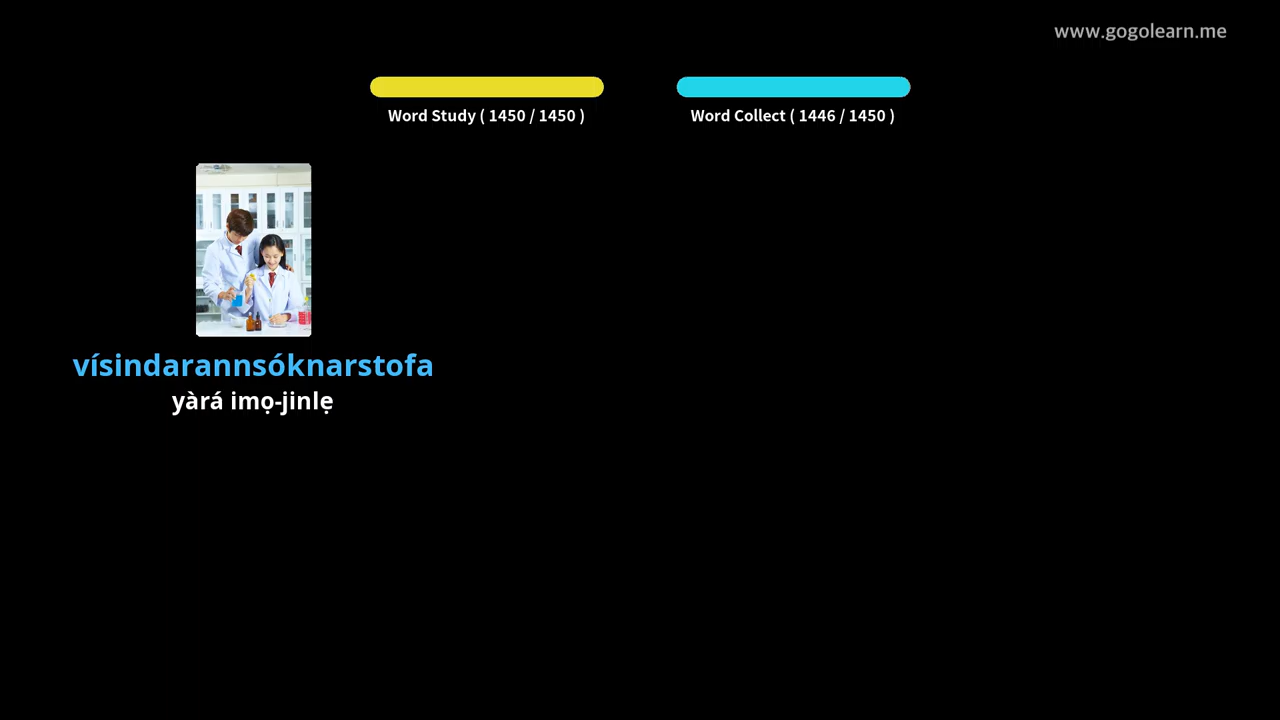 www.gogolearn.me
Word Study ( 1450 / 1450 )
Word Collect ( 1446 / 1450 )
vísindarannsóknarstofa
yàrá imọ-jinlẹ